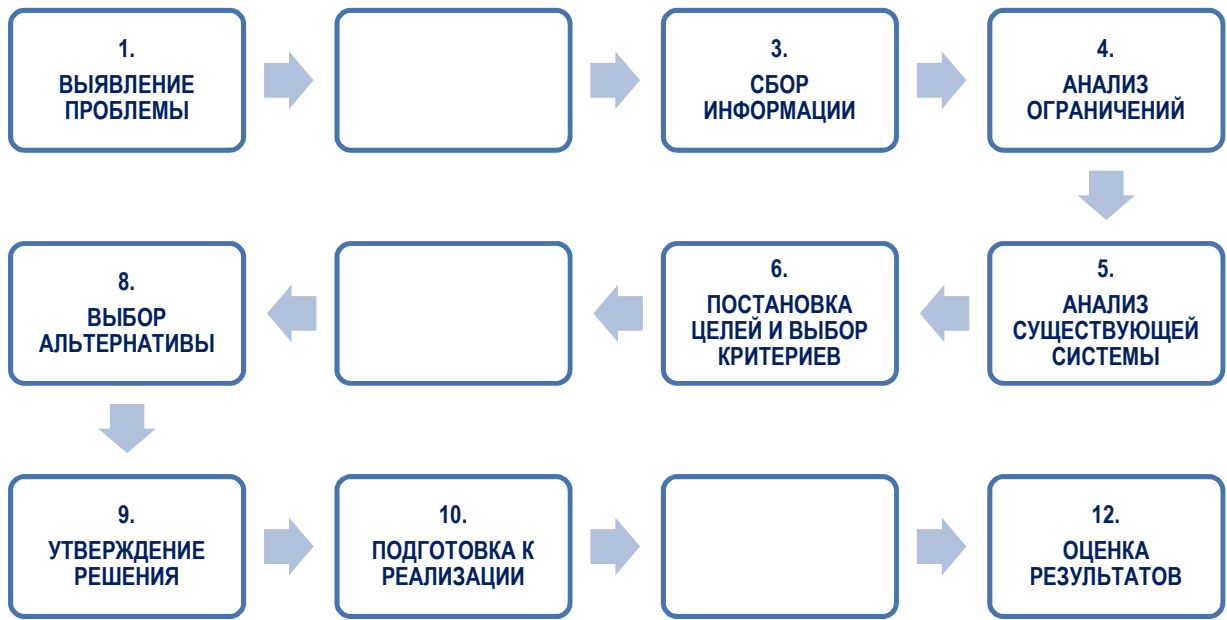 1.
ВЫЯВЛЕНИЕ
ПРОБЛЕМЫ
3.
СБОР
ИНФОРМАЦИИ
4.
АНАЛИЗ
ОГРАНИЧЕНИЙ
5.
АНАЛИЗ
СУЩЕСТВУЮЩЕЙ
СИСТЕМЫ
6.
ПОСТАНОВКА
ЦЕЛЕЙ И ВЫБОР
КРИТЕРИЕВ
8.
ВЫБОР
АЛЬТЕРНАТИВЫ
9.
УТВЕРЖДЕНИЕ
РЕШЕНИЯ
10.
ПОДГОТОВКА К
РЕАЛИЗАЦИИ
12.
ОЦЕНКА
РЕЗУЛЬТАТОВ